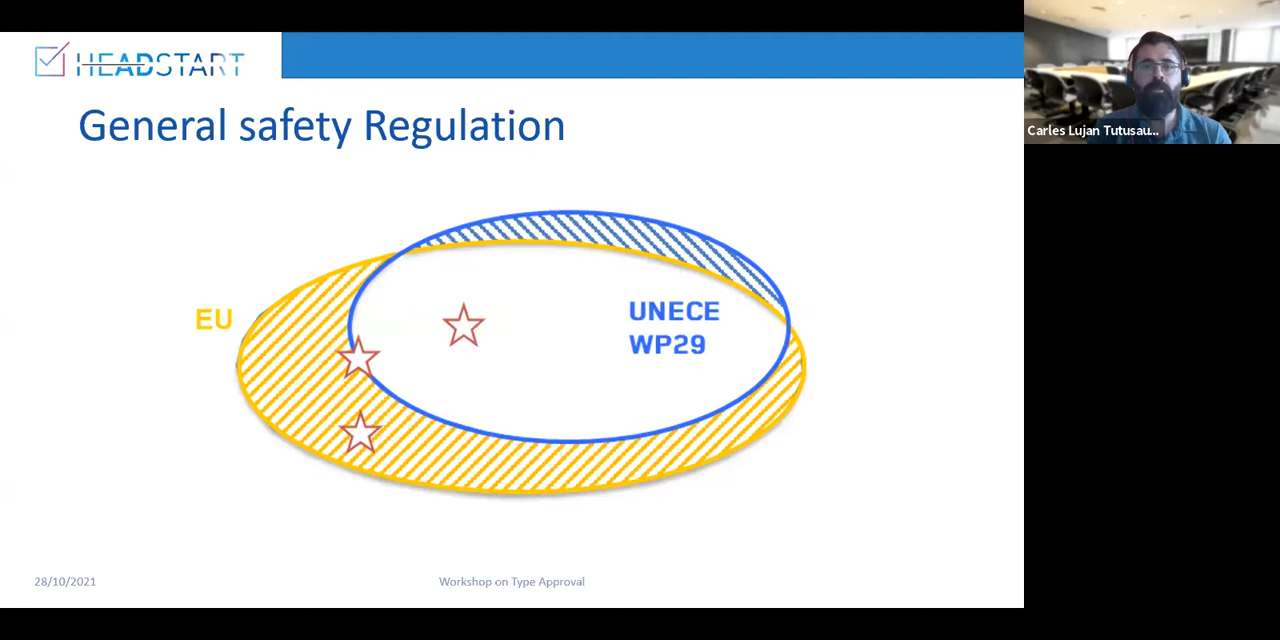 HEADSTART
Carles Lujan Tutusau...
General safety Regulation
EU
UNECE
WP29
28/10/2021
Workshop on Type Approval